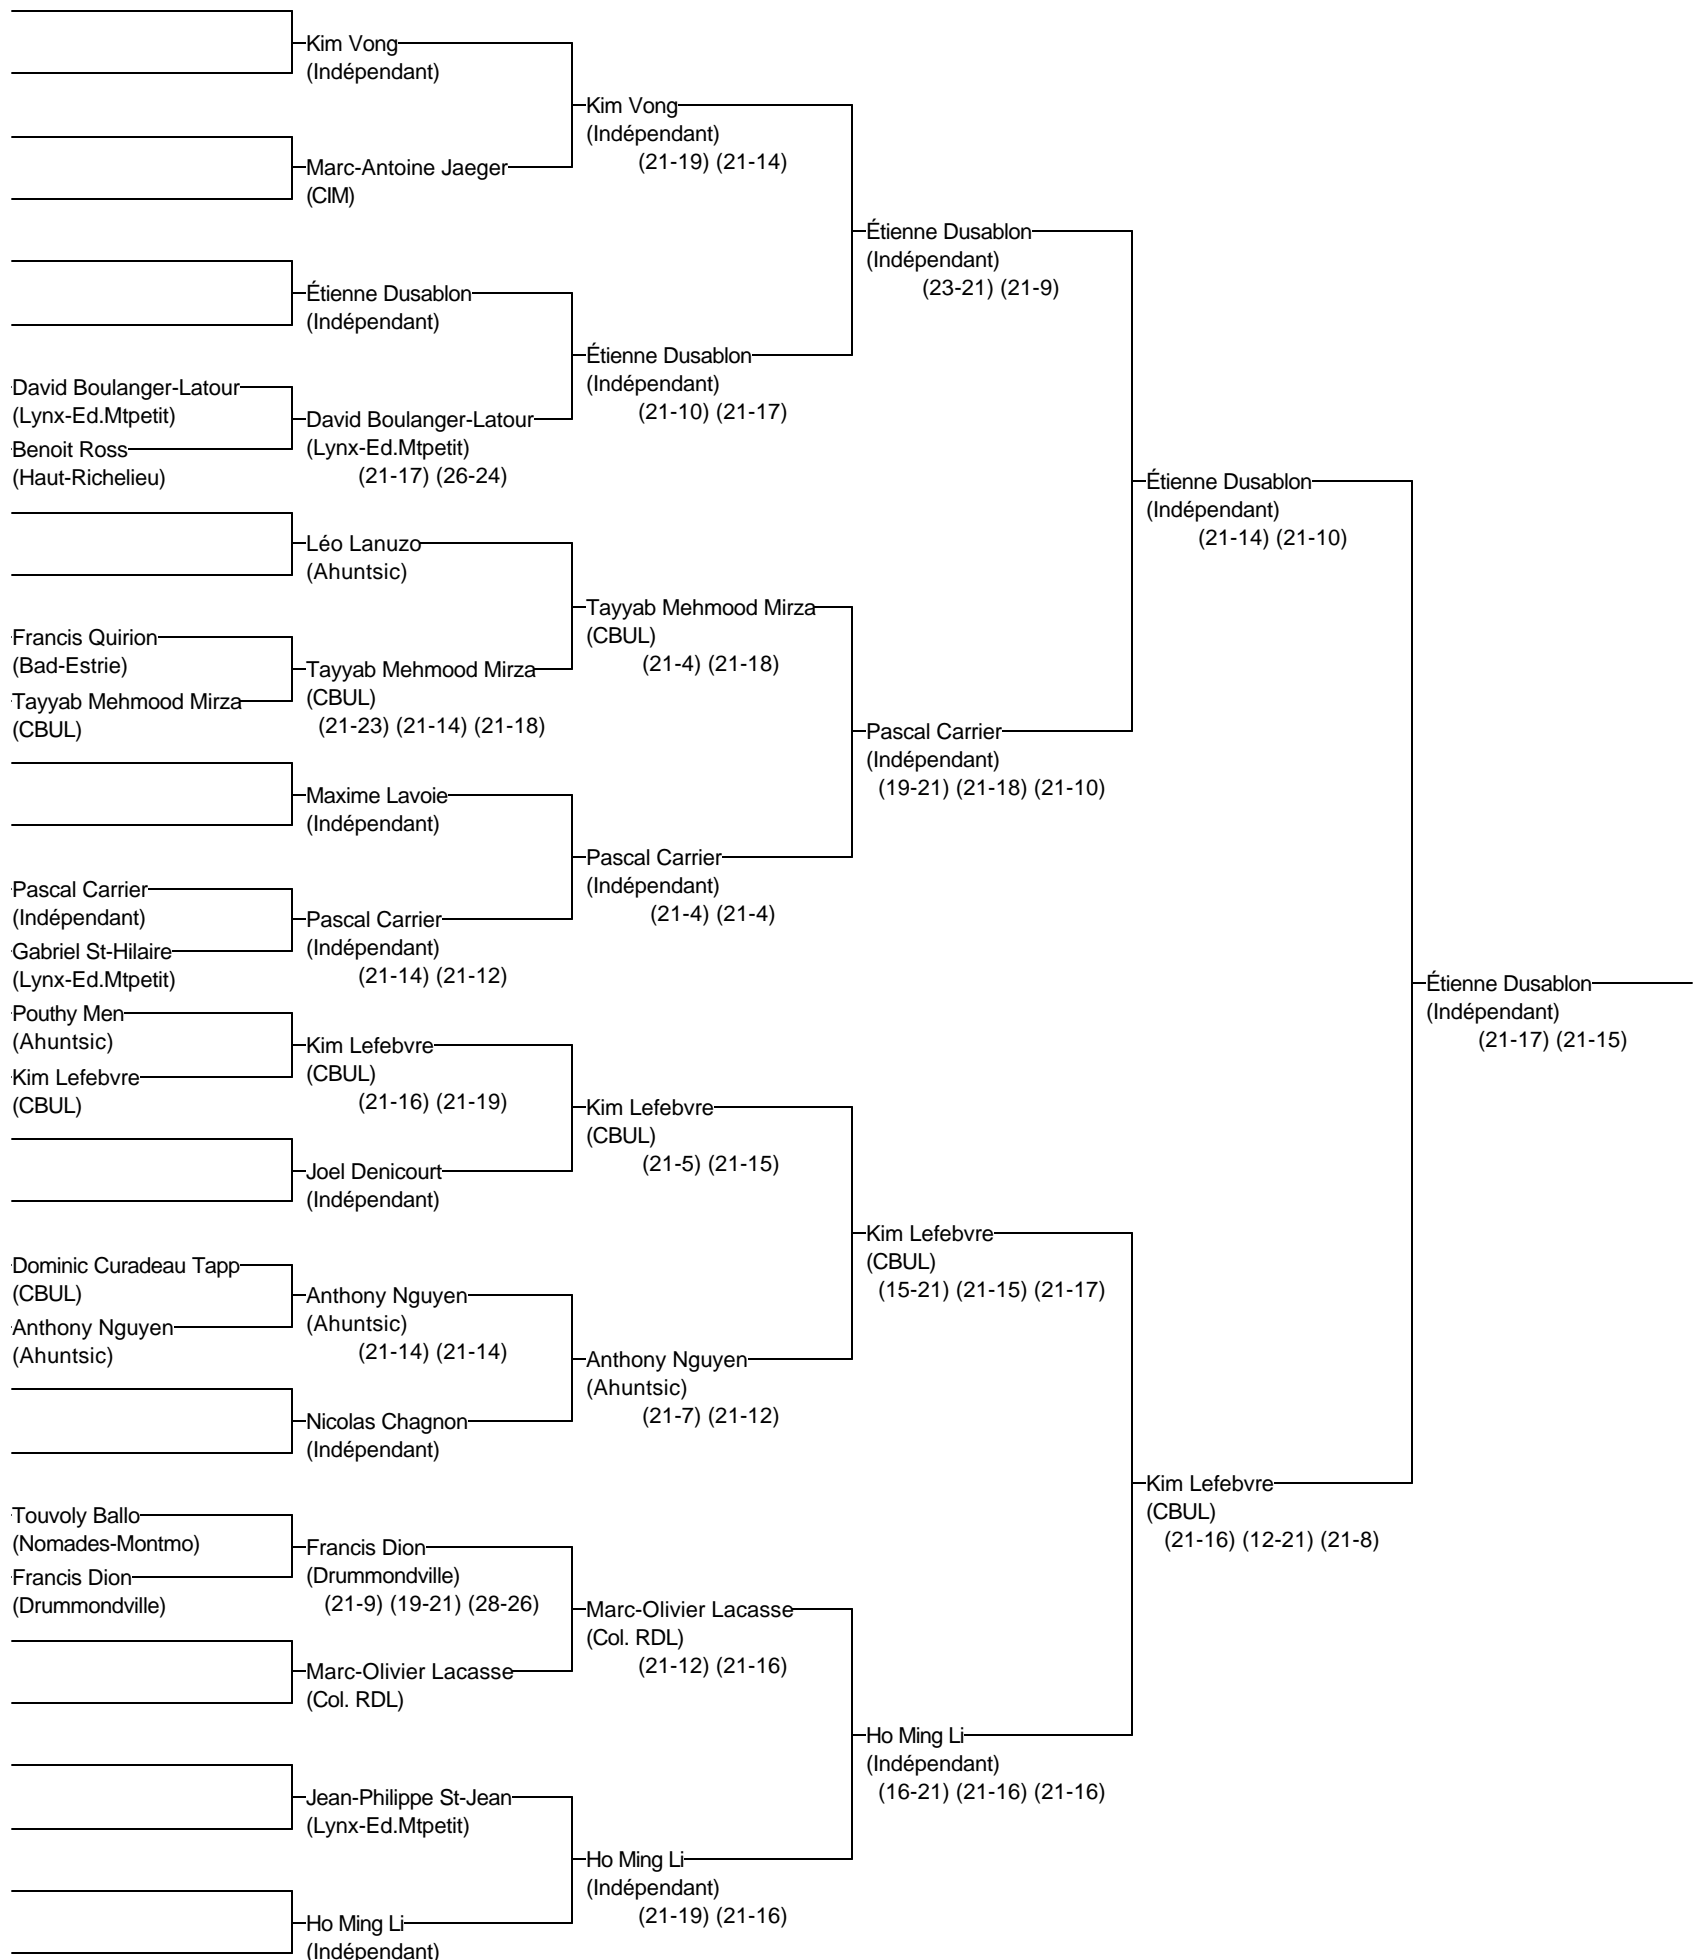 Kim Vong
(Indépendant)
Marc-Antoine Jaeger
(CIM)
Étienne Dusablon
(Indépendant)
David Boulanger-Latour
(Lynx-Ed.Mtpetit)
Benoit Ross
(Haut-Richelieu)
David Boulanger-Latour
(Lynx-Ed.Mtpetit)
(21-17) (26-24)
Léo Lanuzo
(Ahuntsic)
Francis Quirion
(Bad-Estrie)
Tayyab Mehmood Mirza
(CBUL)
Tayyab Mehmood Mirza
(CBUL)
(21-23) (21-14) (21-18)
Maxime Lavoie
(Indépendant)
Pascal Carrier
(Indépendant)
Gabriel St-Hilaire
(Lynx-Ed.Mtpetit)
Pascal Carrier
(Indépendant)
(21-14) (21-12)
Pouthy Men
(Ahuntsic)
Kim Lefebvre
(CBUL)
Kim Lefebvre
(CBUL)
(21-16) (21-19)
Joel Denicourt
(Indépendant)
Dominic Curadeau Tapp
(CBUL)
Anthony Nguyen
(Ahuntsic)
Anthony Nguyen
(Ahuntsic)
(21-14) (21-14)
Nicolas Chagnon
(Indépendant)
Touvoly Ballo
(Nomades-Montmo)
Francis Dion
(Drummondville)
Francis Dion
(Drummondville)
(21-9) (19-21) (28-26)
Marc-Olivier Lacasse
(Col. RDL)
Jean-Philippe St-Jean
(Lynx-Ed.Mtpetit)
Ho Ming Li
(Indépendant)
Kim Vong
(Indépendant)
(21-19) (21-14)
Étienne Dusablon
(Indépendant)
(21-10) (21-17)
Tayyab Mehmood Mirza
(CBUL)
(21-4) (21-18)
Pascal Carrier
(Indépendant)
(21-4) (21-4)
Kim Lefebvre
(CBUL)
(21-5) (21-15)
Anthony Nguyen
(Ahuntsic)
(21-7) (21-12)
Marc-Olivier Lacasse
(Col. RDL)
(21-12) (21-16)
Ho Ming Li
(Indépendant)
(21-19) (21-16)
Étienne Dusablon
(Indépendant)
(23-21) (21-9)
Pascal Carrier
(Indépendant)
(19-21) (21-18) (21-10)
Kim Lefebvre
(CBUL)
(15-21) (21-15) (21-17)
Ho Ming Li
(Indépendant)
(16-21) (21-16) (21-16)
Étienne Dusablon
(Indépendant)
(21-14) (21-10)
Kim Lefebvre
(CBUL)
(21-16) (12-21) (21-8)
Étienne Dusablon
(Indépendant)
(21-17) (21-15)